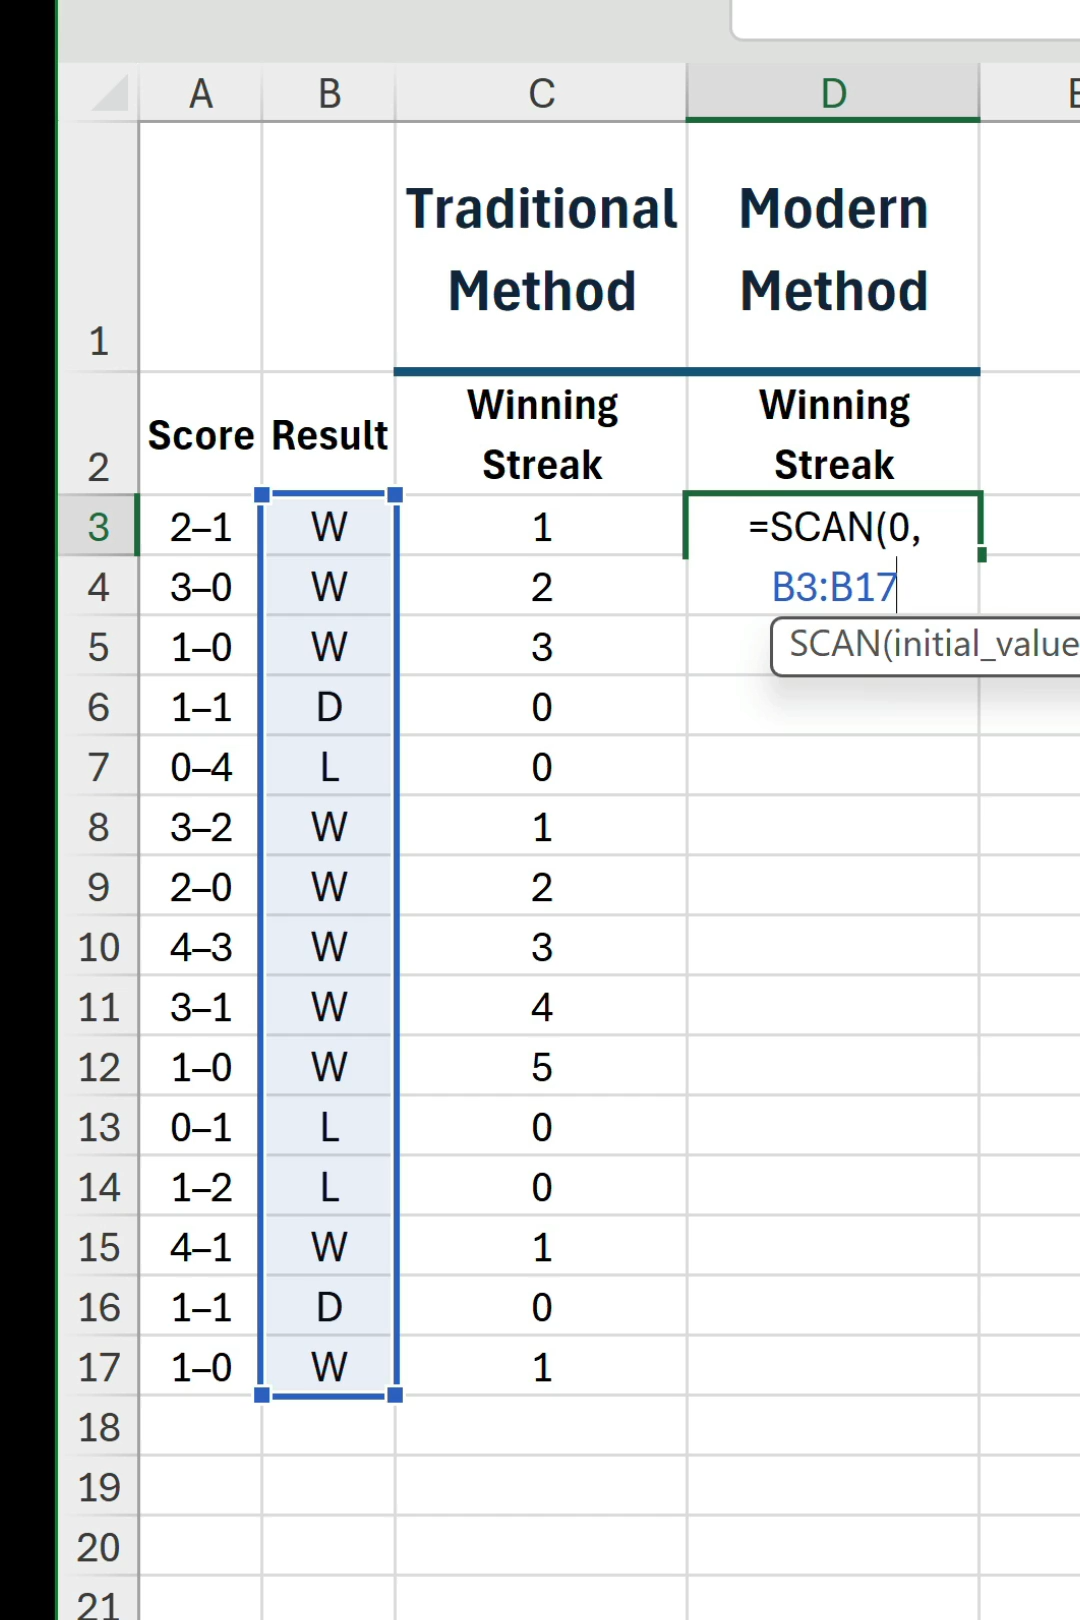 A B C D E
1 Traditional Modern
Method Method
2 Score Result Winning Winning
Streak Streak
3 2–1 W 1 =SCAN(0,
4 3–0 W 2 B3:B17
SCAN(initial_value
5 1–0 W 3
6 1–1 D 0
7 0–4 L 0
8 3–2 W 1
9 2–0 W 2
10 4–3 W 3
11 3–1 W 4
12 1–0 W 5
13 0–1 L 0
14 1–2 L 0
15 4–1 W 1
16 1–1 D 0
17 1–0 W 1
18
19
20
21